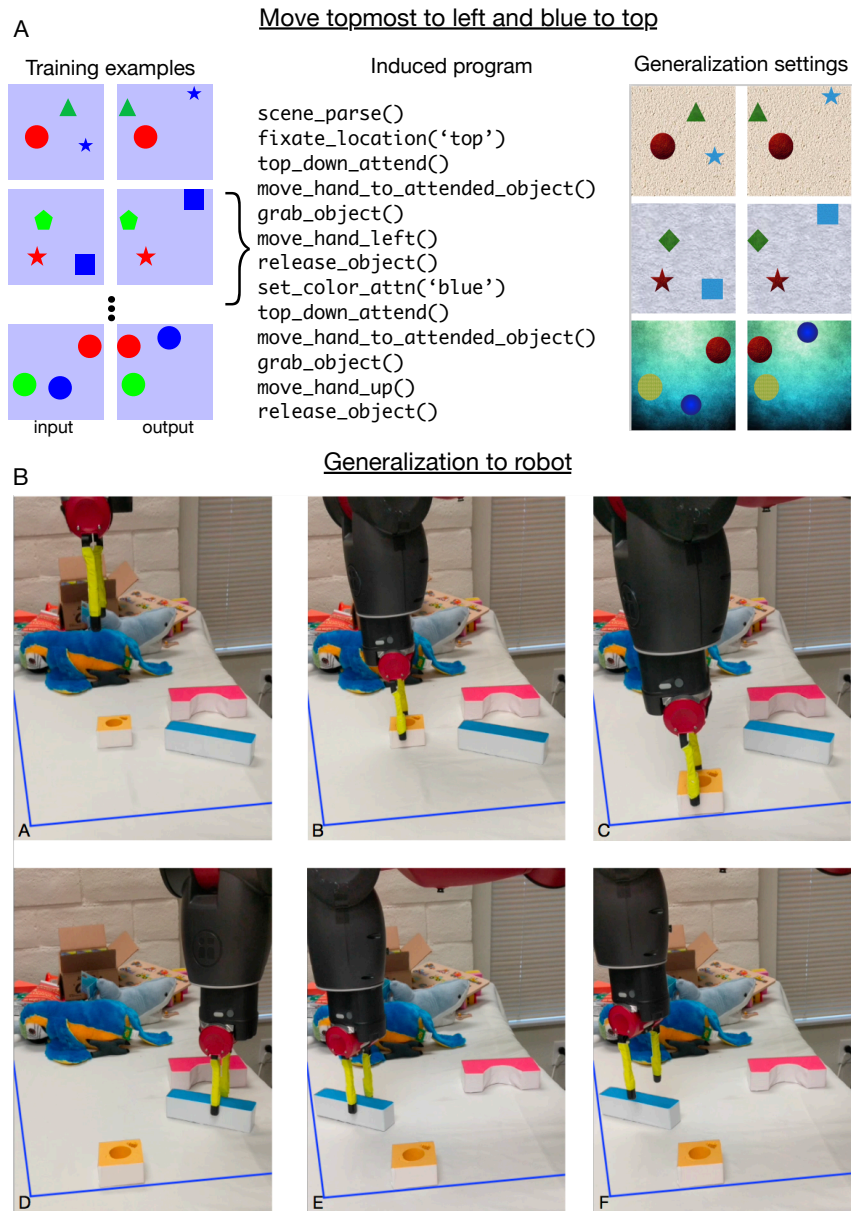 A
Move topmost to left and blue to top
Training examples
Induced program
Generalization settings
scene_parse()
fixate_location(‘top’)
top_down_attend()
move_hand_to_attended_object()
grab_object()
move_hand_left()
release_object()
set_color_attn(‘blue’)
top_down_attend()
move_hand_to_attended_object()
grab_object()
move_hand_up()
release_object()
input
output
B
Generalization to robot
A
B
C
D
E
F